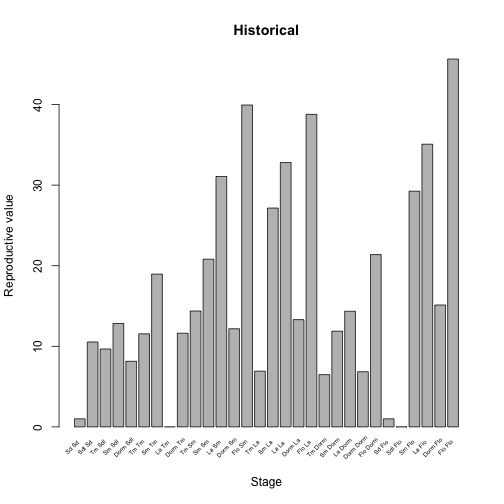 Historical
Reproductive value
40
30
20
10
0
Sd Sd
Sdl Sd
Tm Sdl
Sm Sdl
Dorm Sdl
Tm Tm
Sm Tm
La Tm
Dorm Tm
Tm Sm
Sm Sm
La Sm
Dorm Sm
Flo Sm
Tm La
Sm La
La La
Dorm La
Flo La
Tm Dorm
Sm Dorm
La Dorm
Dorm Dorm
Flo Dorm
Sd Flo
Sdl Flo
Sm Flo
La Flo
Dorm Flo
Flo Flo
Stage